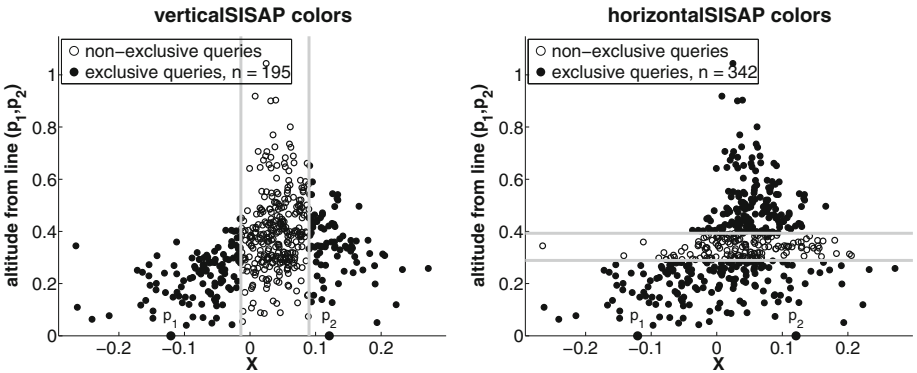 verticalSISAP colors
non−exclusive queries
exclusive queries, n = 195
altitude from line (p1,p2)
1
0.8
0.6
0.4
0.2
0
p1
p2
−0.2
−0.1
0
0.1
0.2
X
horizontalSISAP colors
non−exclusive queries
exclusive queries, n = 342
altitude from line (p1,p2)
1
0.8
0.6
0.4
0.2
0
p1
p2
−0.2
−0.1
0
0.1
0.2
X